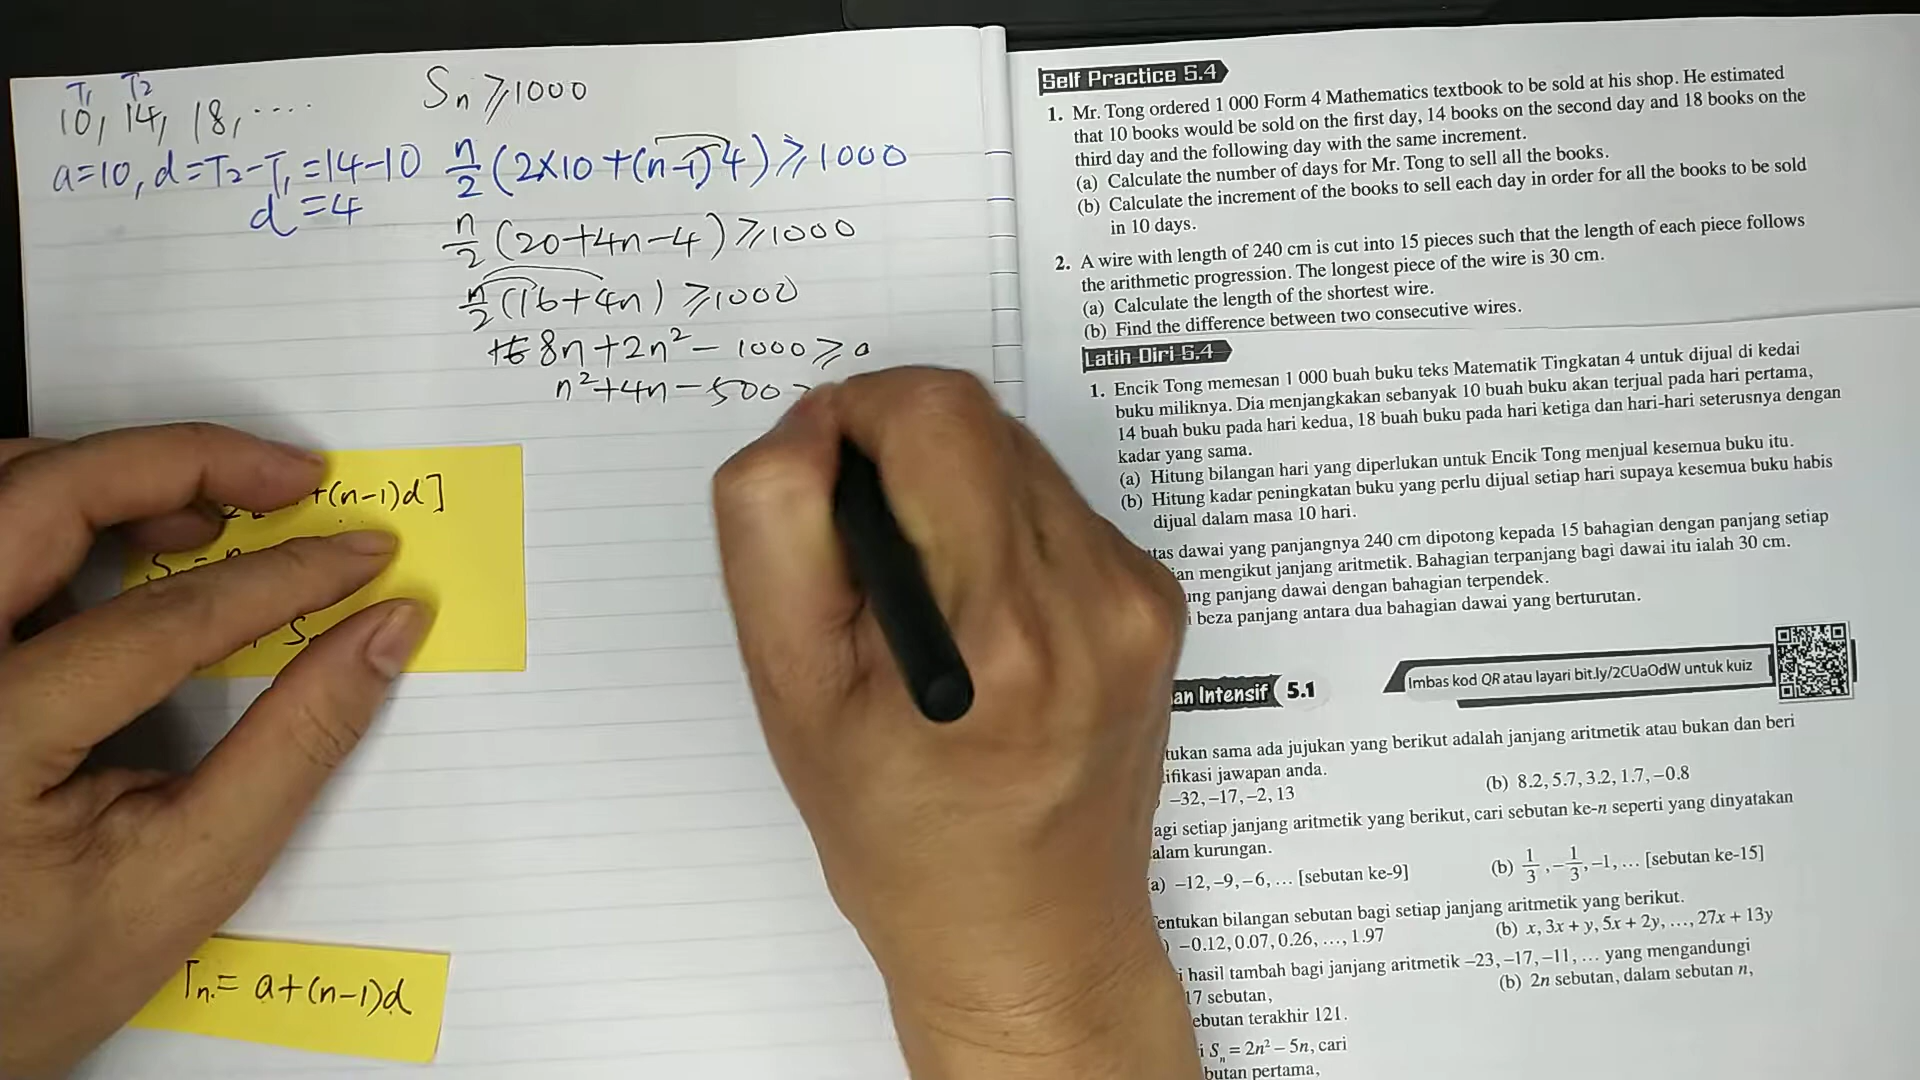 T1 T2
10, 14, 18, ....
a=10, d=T2-T1=14-10
d=4
Sn ⩾1000
n/2 (2×10+(n-1)4)⩾1000
n/2 (20+4n-4)⩾1000
n/2 (16+4n)⩾1000
8n+2n²-1000⩾0
n²+4n-500
+(n-1)d]
Sn=
Sn
Tn= a+(n-1)d
Self Practice 5.4
1. Mr. Tong ordered 1 000 Form 4 Mathematics textbook to be sold at his shop. He estimated
that 10 books would be sold on the first day, 14 books on the second day and 18 books on the
third day and the following day with the same increment.
(a) Calculate the number of days for Mr. Tong to sell all the books.
(b) Calculate the increment of the books to sell each day in order for all the books to be sold
in 10 days.
2. A wire with length of 240 cm is cut into 15 pieces such that the length of each piece follows
the arithmetic progression. The longest piece of the wire is 30 cm.
(a) Calculate the length of the shortest wire.
(b) Find the difference between two consecutive wires.
Latih Diri 5.4
1. Encik Tong memesan 1 000 buah buku teks Matematik Tingkatan 4 untuk dijual di kedai
buku miliknya. Dia menjangkakan sebanyak 10 buah buku akan terjual pada hari pertama,
14 buah buku pada hari kedua, 18 buah buku pada hari ketiga dan hari-hari seterusnya dengan
kadar yang sama.
(a) Hitung bilangan hari yang diperlukan untuk Encik Tong menjual kesemua buku itu.
(b) Hitung kadar peningkatan buku yang perlu dijual setiap hari supaya kesemua buku habis
dijual dalam masa 10 hari.
tas dawai yang panjangnya 240 cm dipotong kepada 15 bahagian dengan panjang setiap
ian mengikut janjang aritmetik. Bahagian terpanjang bagi dawai itu ialah 30 cm.
ung panjang dawai dengan bahagian terpendek.
i beza panjang antara dua bahagian dawai yang berturutan.
an Intensif 5.1
Imbas kod QR atau layari bit.ly/2CUaOdW untuk kuiz
tukan sama ada jujukan yang berikut adalah janjang aritmetik atau bukan dan beri
ifikasi jawapan anda.
–32, –17, –2, 13 (b) 8.2, 5.7, 3.2, 1.7, –0.8
agi setiap janjang aritmetik yang berikut, cari sebutan ke-n seperti yang dinyatakan
alam kurungan.
a) –12, –9, –6, … [sebutan ke-9] (b) 1/3, –1/3, –1, … [sebutan ke-15]
entukan bilangan sebutan bagi setiap janjang aritmetik yang berikut.
) –0.12, 0.07, 0.26, …, 1.97 (b) x, 3x + y, 5x + 2y, …, 27x + 13y
i hasil tambah bagi janjang aritmetik –23, –17, –11, … yang mengandungi
17 sebutan, (b) 2n sebutan, dalam sebutan n,
ebutan terakhir 121.
i Sn = 2n² – 5n, cari
butan pertama,